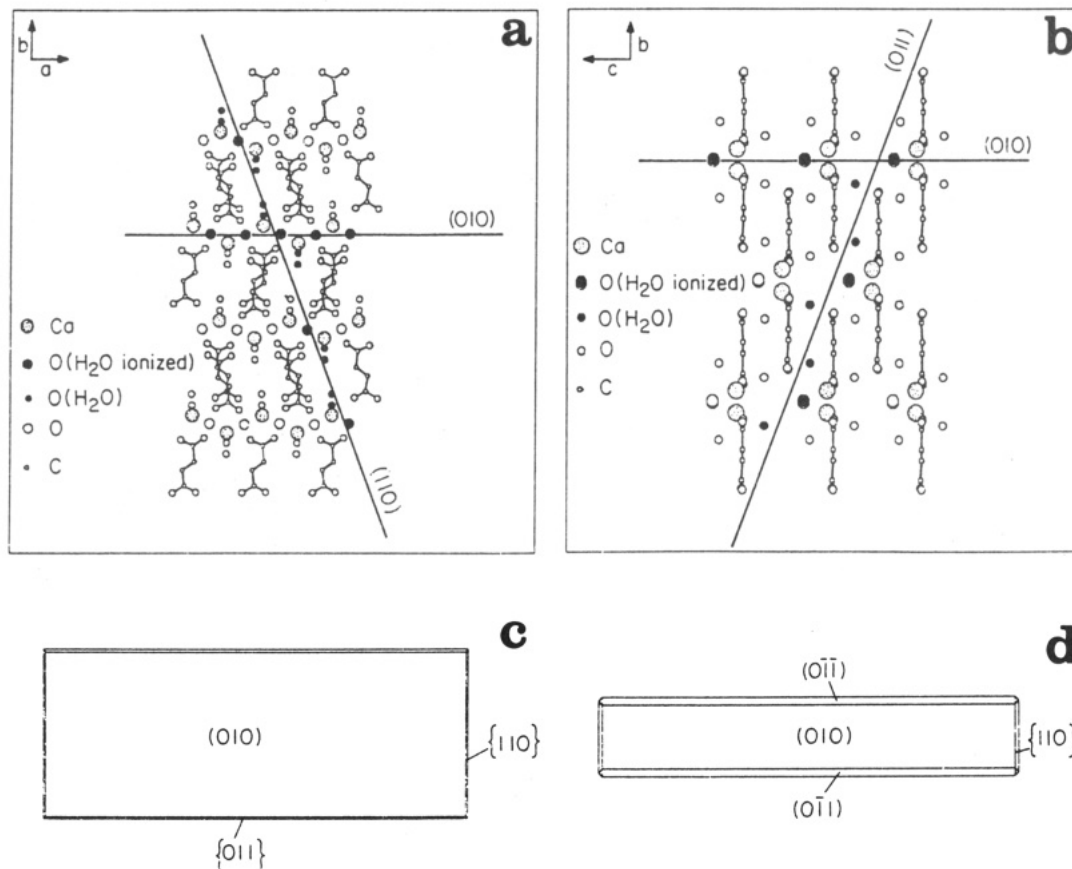 a
b
a
(010)
Ca
O(H₂O ionized)
O(H₂O)
O
C
(110)
b
b
c
(011)
(010)
Ca
O(H₂O ionized)
O(H₂O)
O
C
c
(010)
{110}
{011}
d
(01̅1̅)
(010)
{110}
(01̅1)